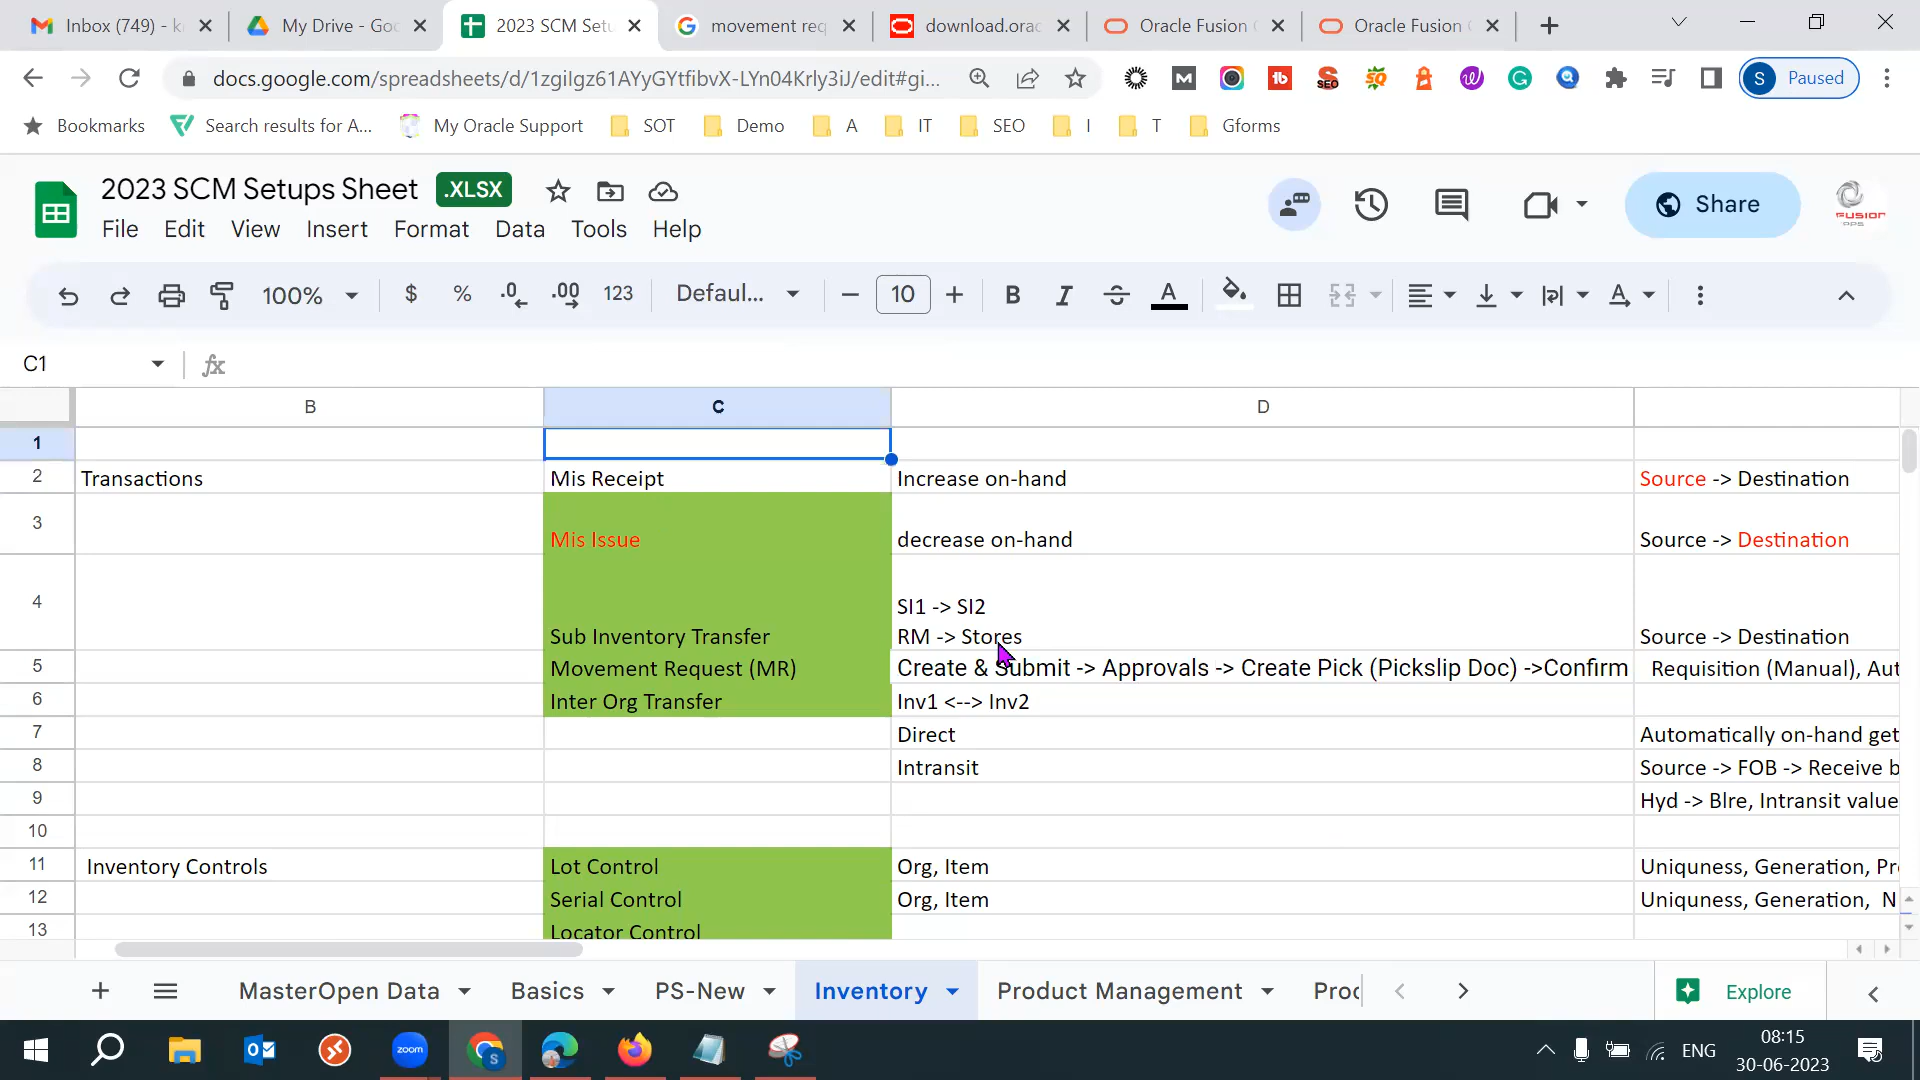 Inbox (749) - k
My Drive - Goo
2023 SCM Setu
movement req
download.orac
Oracle Fusion
Oracle Fusion
docs.google.com/spreadsheets/d/1zgiIgz61AYyGYtfibvX-LYn04Krly3iJ/edit#gi...
S Paused
Bookmarks
Search results for A...
My Oracle Support
SOT
Demo
A
IT
SEO
I
T
Gforms
2023 SCM Setups Sheet .XLSX
Share
FUSION
File Edit View Insert Format Data Tools Help
100% $ % .0 .00 123 Defaul... - 10 + B I S A
C1
fx
B C D
1
2 Transactions Mis Receipt Increase on-hand Source -> Destination
3 Mis Issue decrease on-hand Source -> Destination
SI1 -> SI2
4 Sub Inventory Transfer RM -> Stores Source -> Destination
5 Movement Request (MR) Create & Submit -> Approvals -> Create Pick (Pickslip Doc) ->Confirm Requisition (Manual), Aut
6 Inter Org Transfer Inv1 <--> Inv2
7 Direct Automatically on-hand get
8 Intransit Source -> FOB -> Receive b
9 Hyd -> Blre, Intransit value
10
11 Inventory Controls Lot Control Org, Item Uniquness, Generation, Pr
12 Serial Control Org, Item Uniquness, Generation, N
13 Locator Control
MasterOpen Data Basics PS-New Inventory Product Management Proc
Explore
zoom
ENG
08:15
30-06-2023